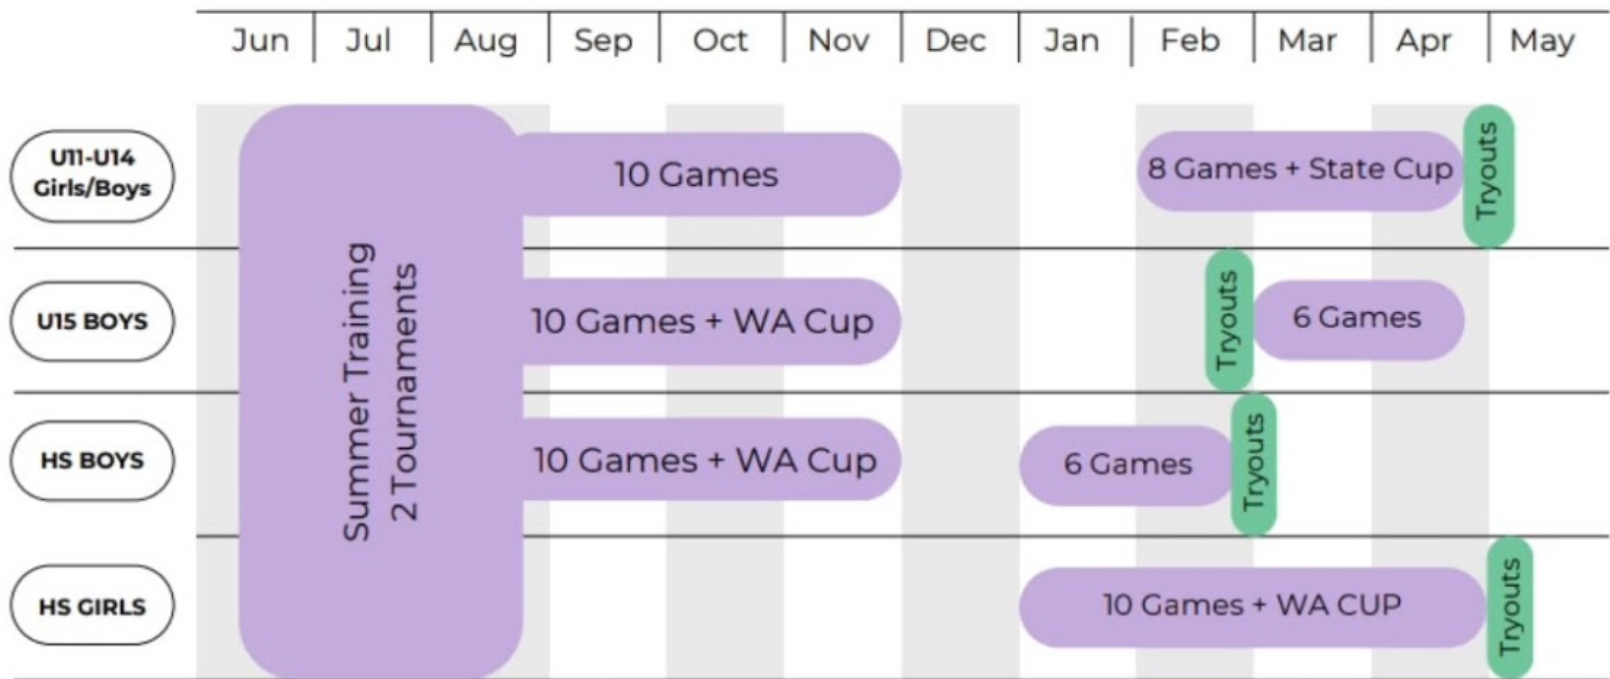 Jun Jul Aug Sep Oct Nov Dec Jan Feb Mar Apr May
U11-U14
Girls/Boys
10 Games
8 Games + State Cup
Tryouts
Summer Training
2 Tournaments
U15 BOYS
10 Games + WA Cup
Tryouts
6 Games
HS BOYS
10 Games + WA Cup
6 Games
Tryouts
HS GIRLS
10 Games + WA CUP
Tryouts